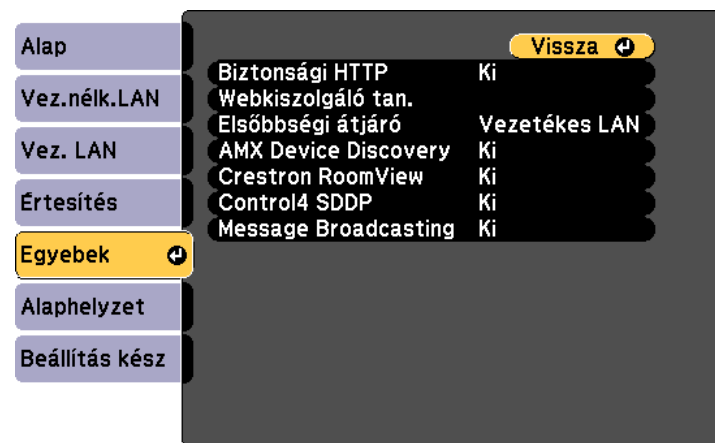 Alap
Vez.nélk.LAN
Vez. LAN
Értesítés
Egyebek
Alaphelyzet
Beállítás kész
Vissza
Biztonsági HTTP Ki
Webkiszolgáló tan.
Elsőbbségi átjáró Vezetékes LAN
AMX Device Discovery Ki
Crestron RoomView Ki
Control4 SDDP Ki
Message Broadcasting Ki